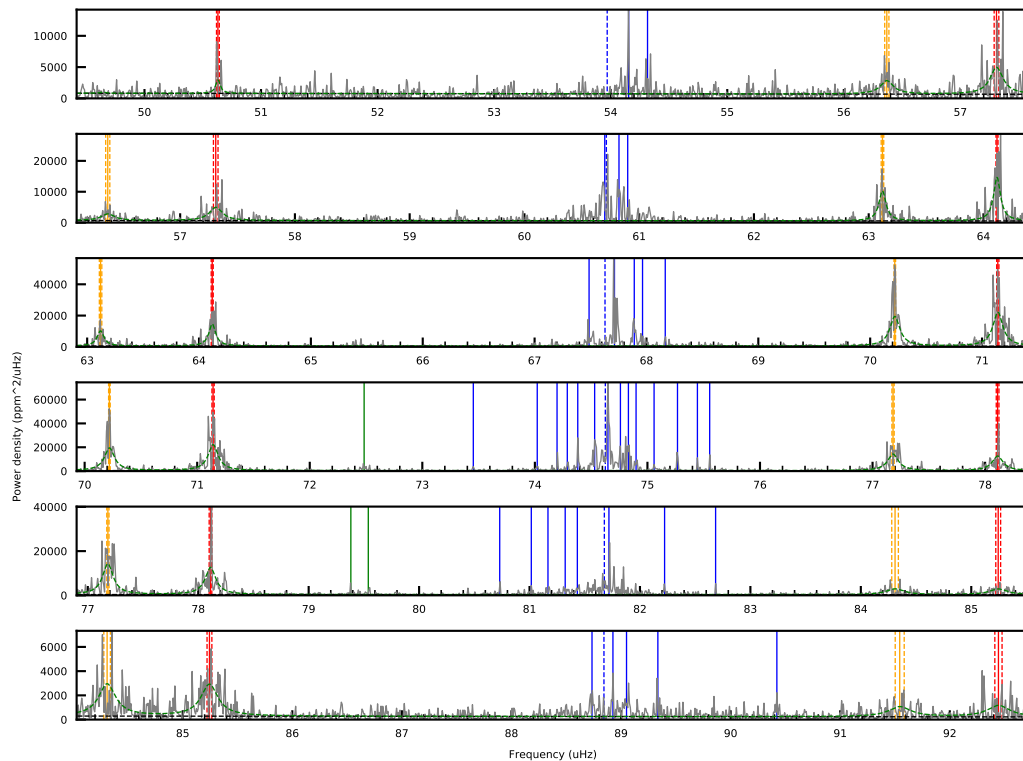 10000
5000
0
50 51 52 53 54 55 56 57
20000
10000
0
57 58 59 60 61 62 63 64
40000
20000
0
63 64 65 66 67 68 69 70 71
60000
40000
20000
0
70 71 72 73 74 75 76 77 78
40000
20000
0
77 78 79 80 81 82 83 84 85
6000
4000
2000
0
85 86 87 88 89 90 91 92
Power density (ppm^2/uHz)
Frequency (uHz)